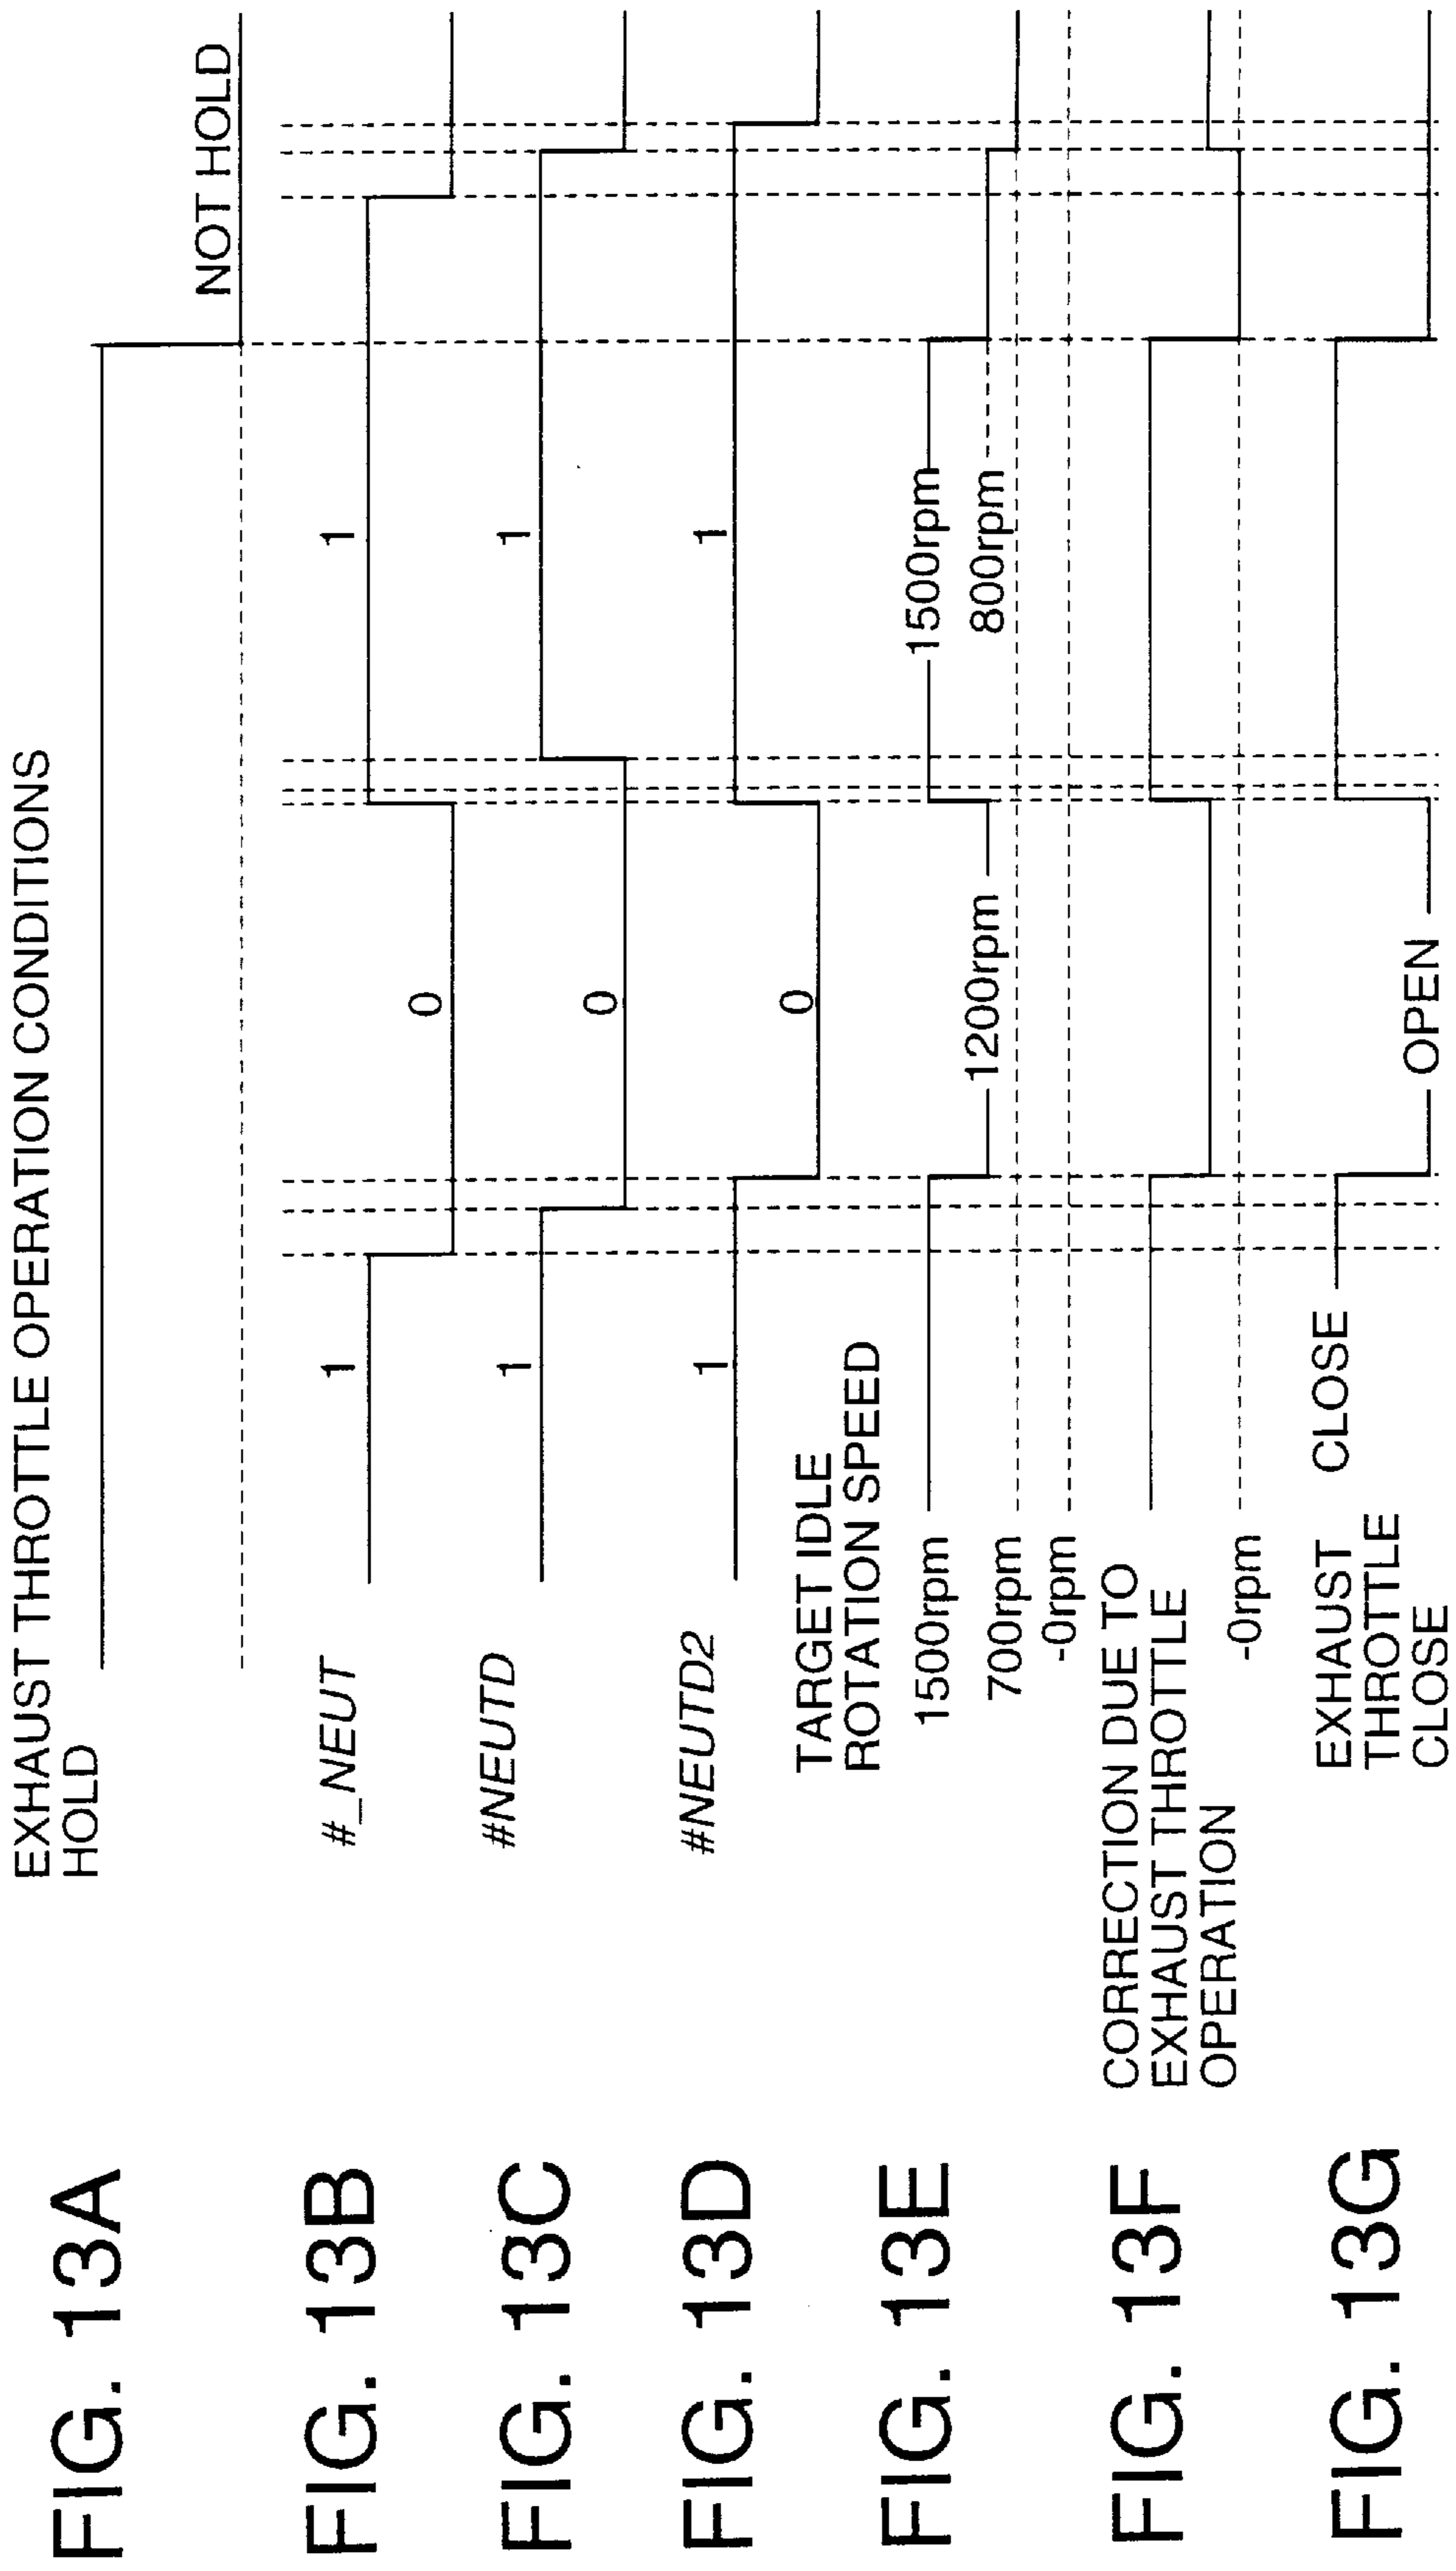 FIG. 13A
EXHAUST THROTTLE OPERATION CONDITIONS
HOLD
NOT HOLD
FIG. 13B
#_NEUT
1
0
1
FIG. 13C
#NEUTD
1
0
1
FIG. 13D
#NEUTD2
1
0
1
FIG. 13E
TARGET IDLE
ROTATION SPEED
1500rpm
1500rpm
1200rpm
800rpm
700rpm
-0rpm
FIG. 13F
CORRECTION DUE TO
EXHAUST THROTTLE
OPERATION
-0rpm
FIG. 13G
EXHAUST
THROTTLE
CLOSE
CLOSE
OPEN